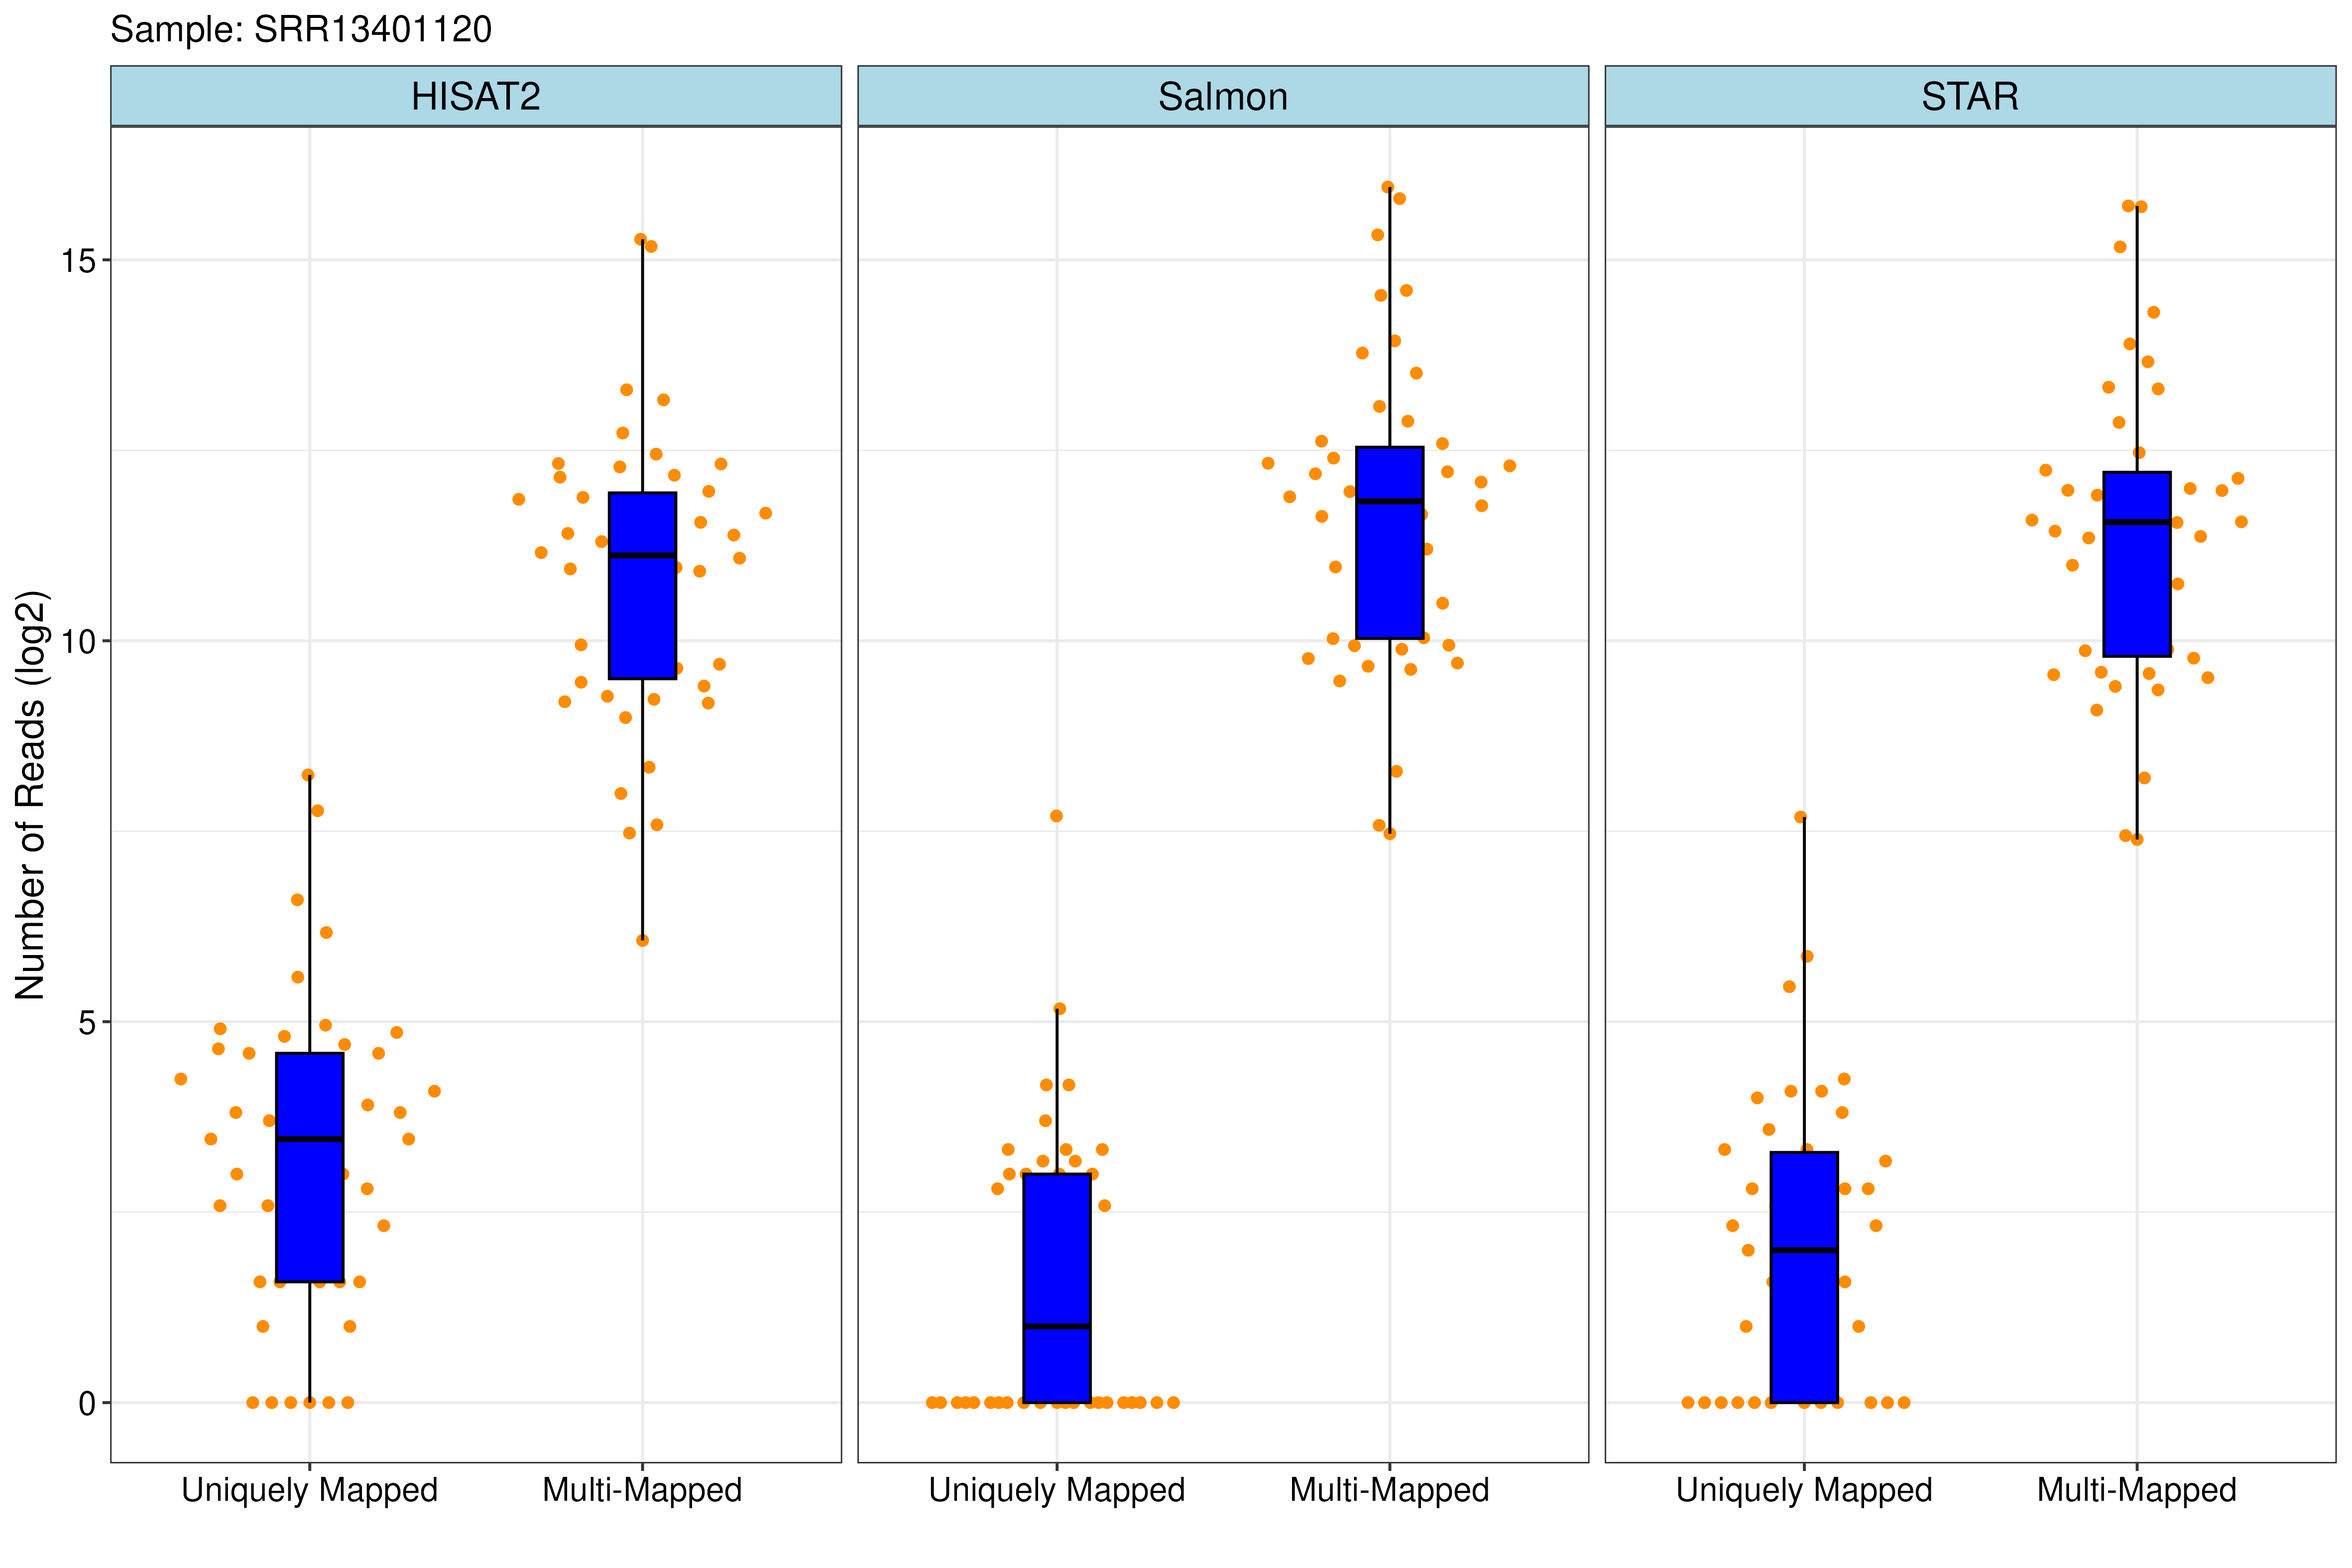 Sample: SRR13401120
HISAT2
Salmon
STAR
Number of Reads (log2)
15
10
5
0
Uniquely Mapped
Multi-Mapped
Uniquely Mapped
Multi-Mapped
Uniquely Mapped
Multi-Mapped